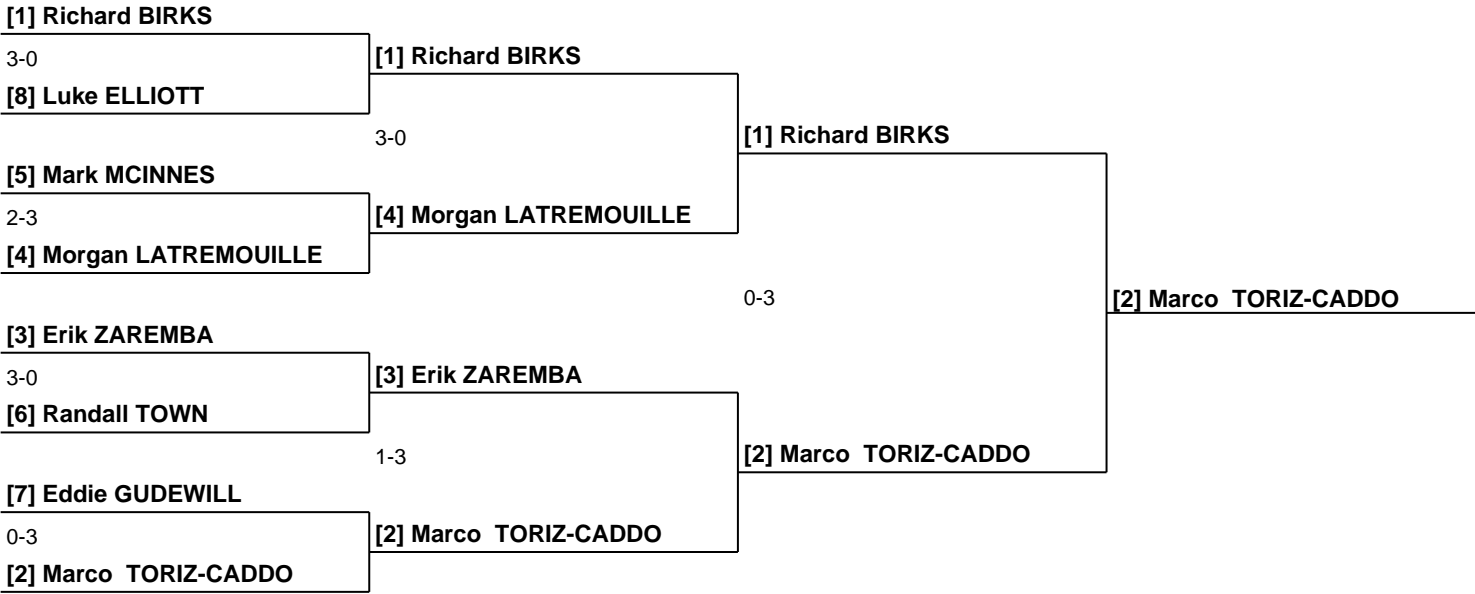 [1] Richard BIRKS
3-0
[8] Luke ELLIOTT
[1] Richard BIRKS
3-0
[5] Mark MCINNES
2-3
[4] Morgan LATREMOUILLE
[4] Morgan LATREMOUILLE
[1] Richard BIRKS
0-3
[3] Erik ZAREMBA
3-0
[6] Randall TOWN
[3] Erik ZAREMBA
1-3
[7] Eddie GUDEWILL
0-3
[2] Marco  TORIZ-CADDO
[2] Marco  TORIZ-CADDO
[2] Marco  TORIZ-CADDO
[2] Marco  TORIZ-CADDO